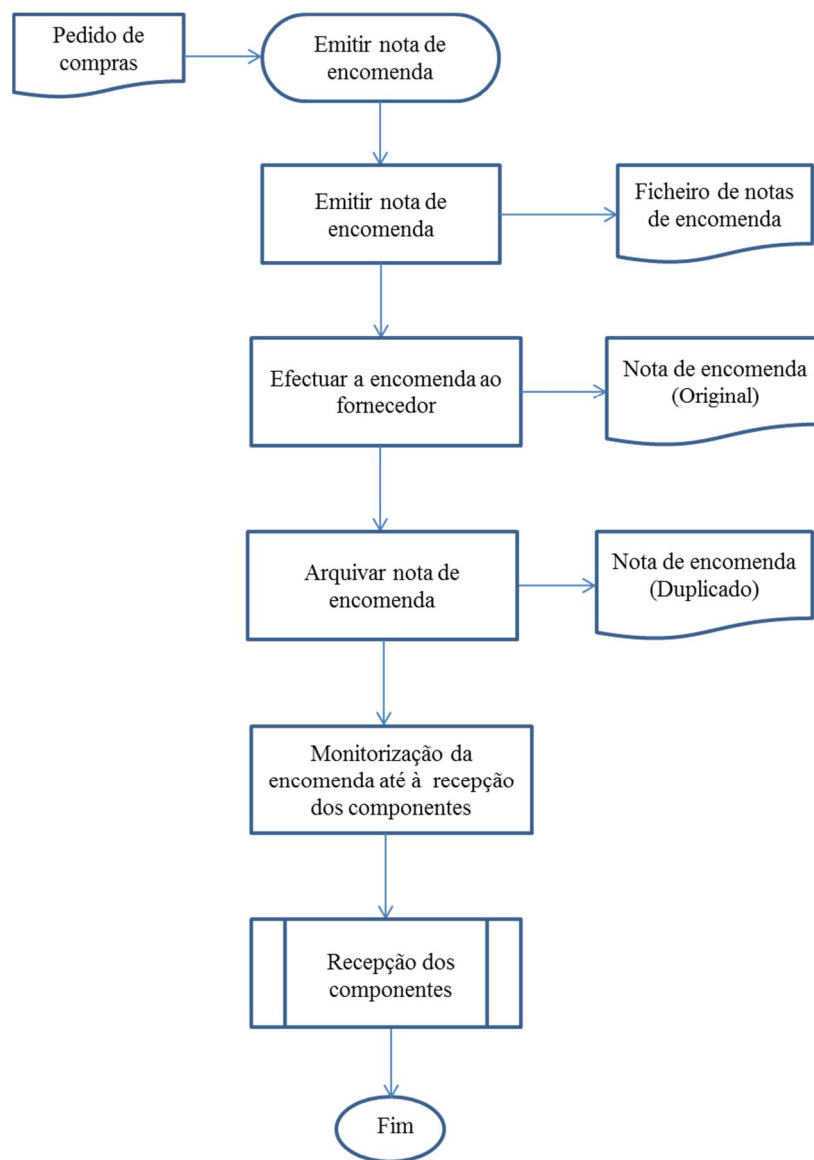 Pedido de
compras
Emitir nota de
encomenda
Emitir nota de
encomenda
Ficheiro de notas
de encomenda
Efectuar a encomenda ao
fornecedor
Nota de encomenda
(Original)
Arquivar nota de
encomenda
Nota de encomenda
(Duplicado)
Monitorização da
encomenda até à recepção
dos componentes
Recepção dos
componentes
Fim